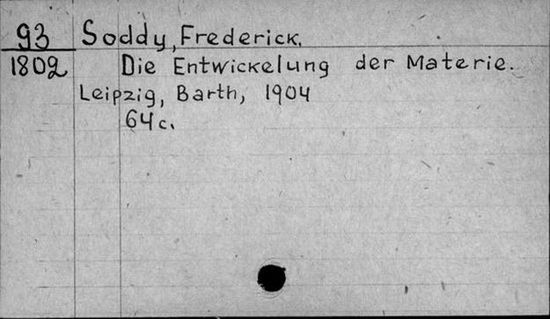 93 Soddy, Frederick.
1802 Die Entwickelung der Materie.
Leipzig, Barth, 1904
64 c.